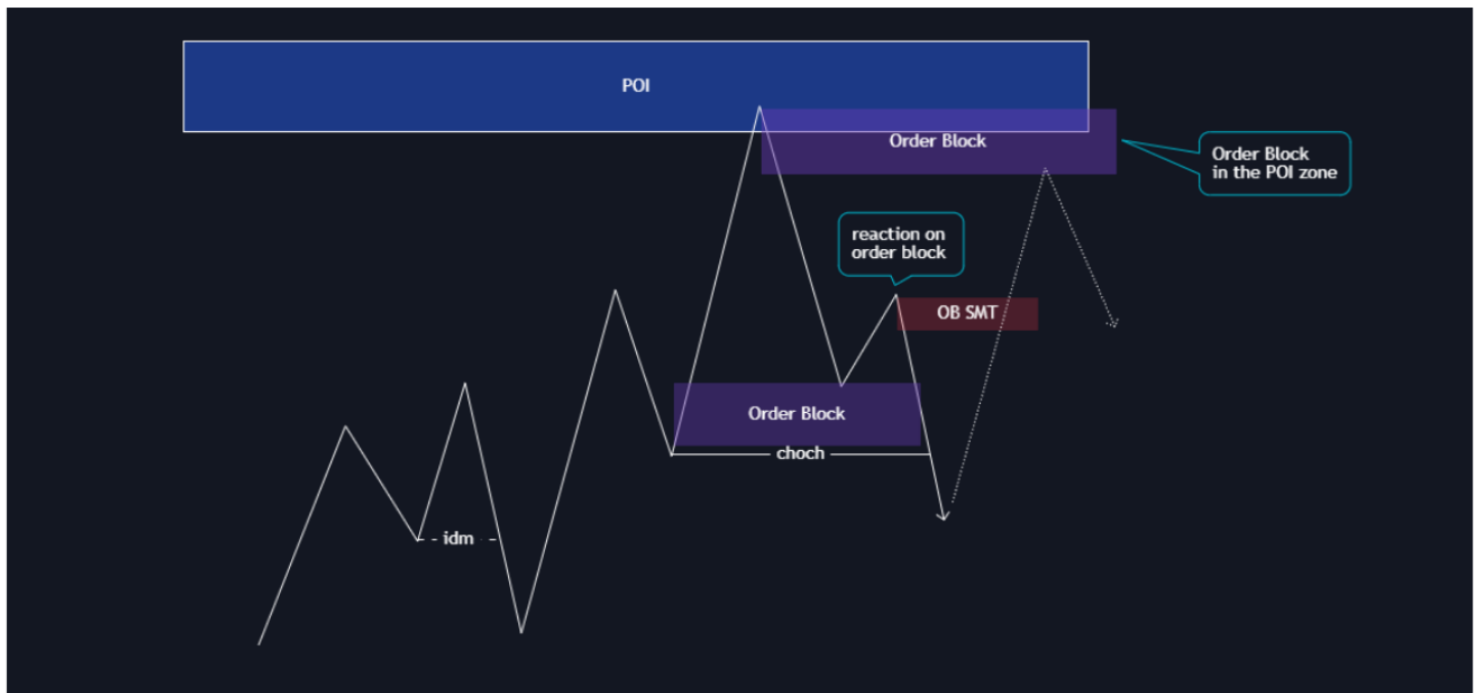 POI
Order Block
Order Block
in the POI zone
reaction on
order block
OB SMT
Order Block
choch
idm